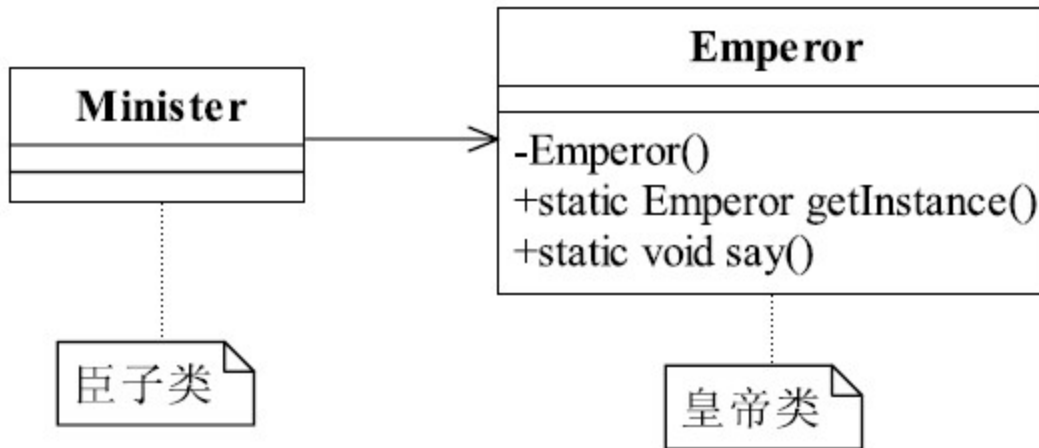 Minister
臣子类
Emperor
-Emperor()
+static Emperor getInstance()
+static void say()
皇帝类